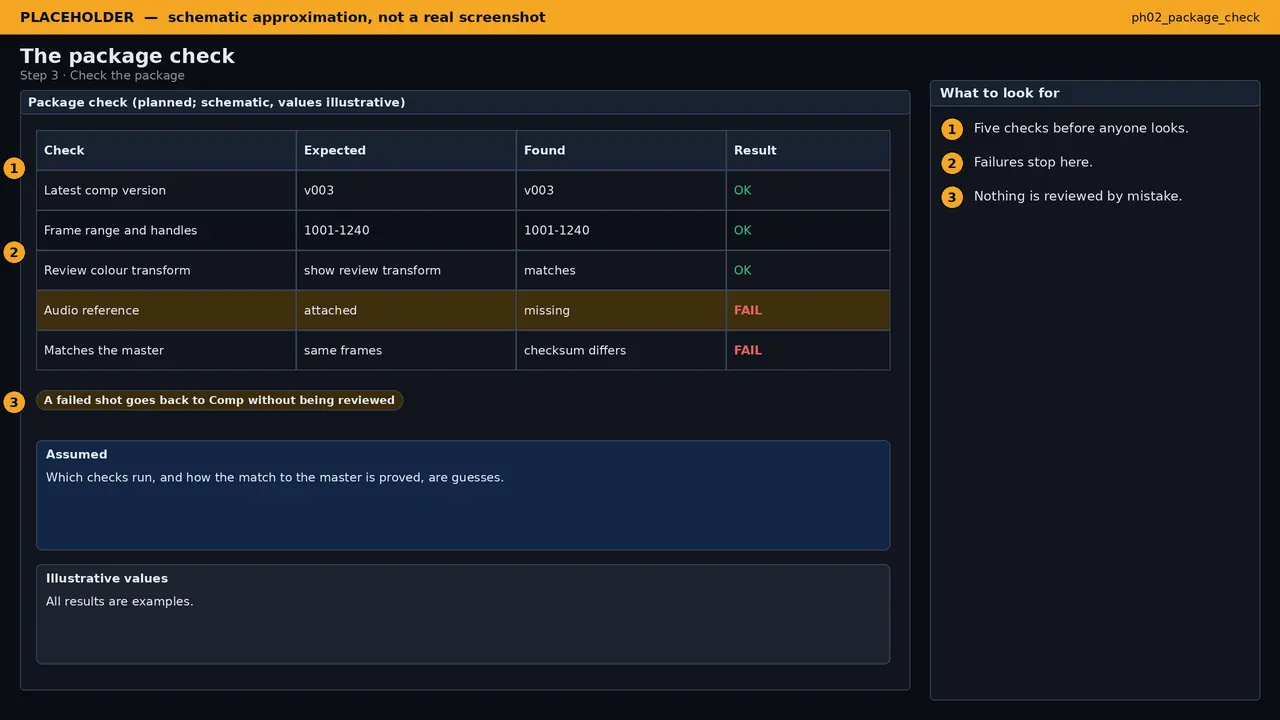 PLACEHOLDER — schematic approximation, not a real screenshot
ph02_package_check
The package check
Step 3 · Check the package
Package check (planned; schematic, values illustrative)
Check Expected Found Result
1
Latest comp version v003 v003 OK
Frame range and handles 1001-1240 1001-1240 OK
2
Review colour transform show review transform matches OK
Audio reference attached missing FAIL
Matches the master same frames checksum differs FAIL
3 A failed shot goes back to Comp without being reviewed
Assumed
Which checks run, and how the match to the master is proved, are guesses.
Illustrative values
All results are examples.
What to look for
1 Five checks before anyone looks.
2 Failures stop here.
3 Nothing is reviewed by mistake.